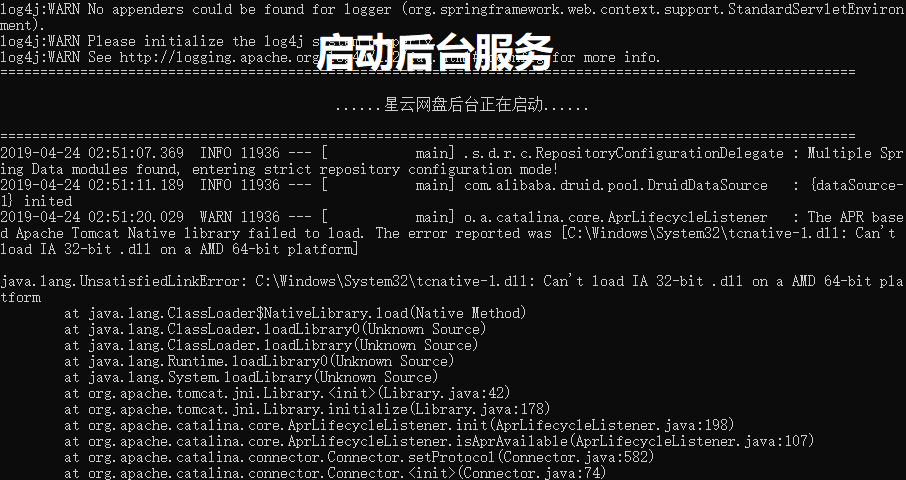 log4j:WARN No appenders could be found for logger (org.springframework.web.context.support.StandardServletEnviron
ment).
log4j:WARN Please initialize the log4j
log4j:WARN See http://logging.apache.org for more info.
启动后台服务
================================================================================================
......星云网盘后台正在启动......
================================================================================================
2019-04-24 02:51:07.369  INFO 11936 --- [           main] .s.d.r.c.RepositoryConfigurationDelegate : Multiple Spr
ing Data modules found, entering strict repository configuration mode!
2019-04-24 02:51:11.189  INFO 11936 --- [           main] com.alibaba.druid.pool.DruidDataSource   : {dataSource-
1} inited
2019-04-24 02:51:20.029  WARN 11936 --- [           main] o.a.catalina.core.AprLifecycleListener   : The APR base
d Apache Tomcat Native library failed to load. The error reported was [C:\Windows\System32\tcnative-1.dll: Can't
load IA 32-bit .dll on a AMD 64-bit platform]
java.lang.UnsatisfiedLinkError: C:\Windows\System32\tcnative-1.dll: Can't load IA 32-bit .dll on a AMD 64-bit pla
tform
        at java.lang.ClassLoader$NativeLibrary.load(Native Method)
        at java.lang.ClassLoader.loadLibrary0(Unknown Source)
        at java.lang.ClassLoader.loadLibrary(Unknown Source)
        at java.lang.Runtime.loadLibrary0(Unknown Source)
        at java.lang.System.loadLibrary(Unknown Source)
        at org.apache.tomcat.jni.Library.<init>(Library.java:42)
        at org.apache.tomcat.jni.Library.initialize(Library.java:178)
        at org.apache.catalina.core.AprLifecycleListener.init(AprLifecycleListener.java:198)
        at org.apache.catalina.core.AprLifecycleListener.isAprAvailable(AprLifecycleListener.java:107)
        at org.apache.catalina.connector.Connector.setProtocol(Connector.java:582)
        at org.apache.catalina.connector.Connector.<init>(Connector.java:74)